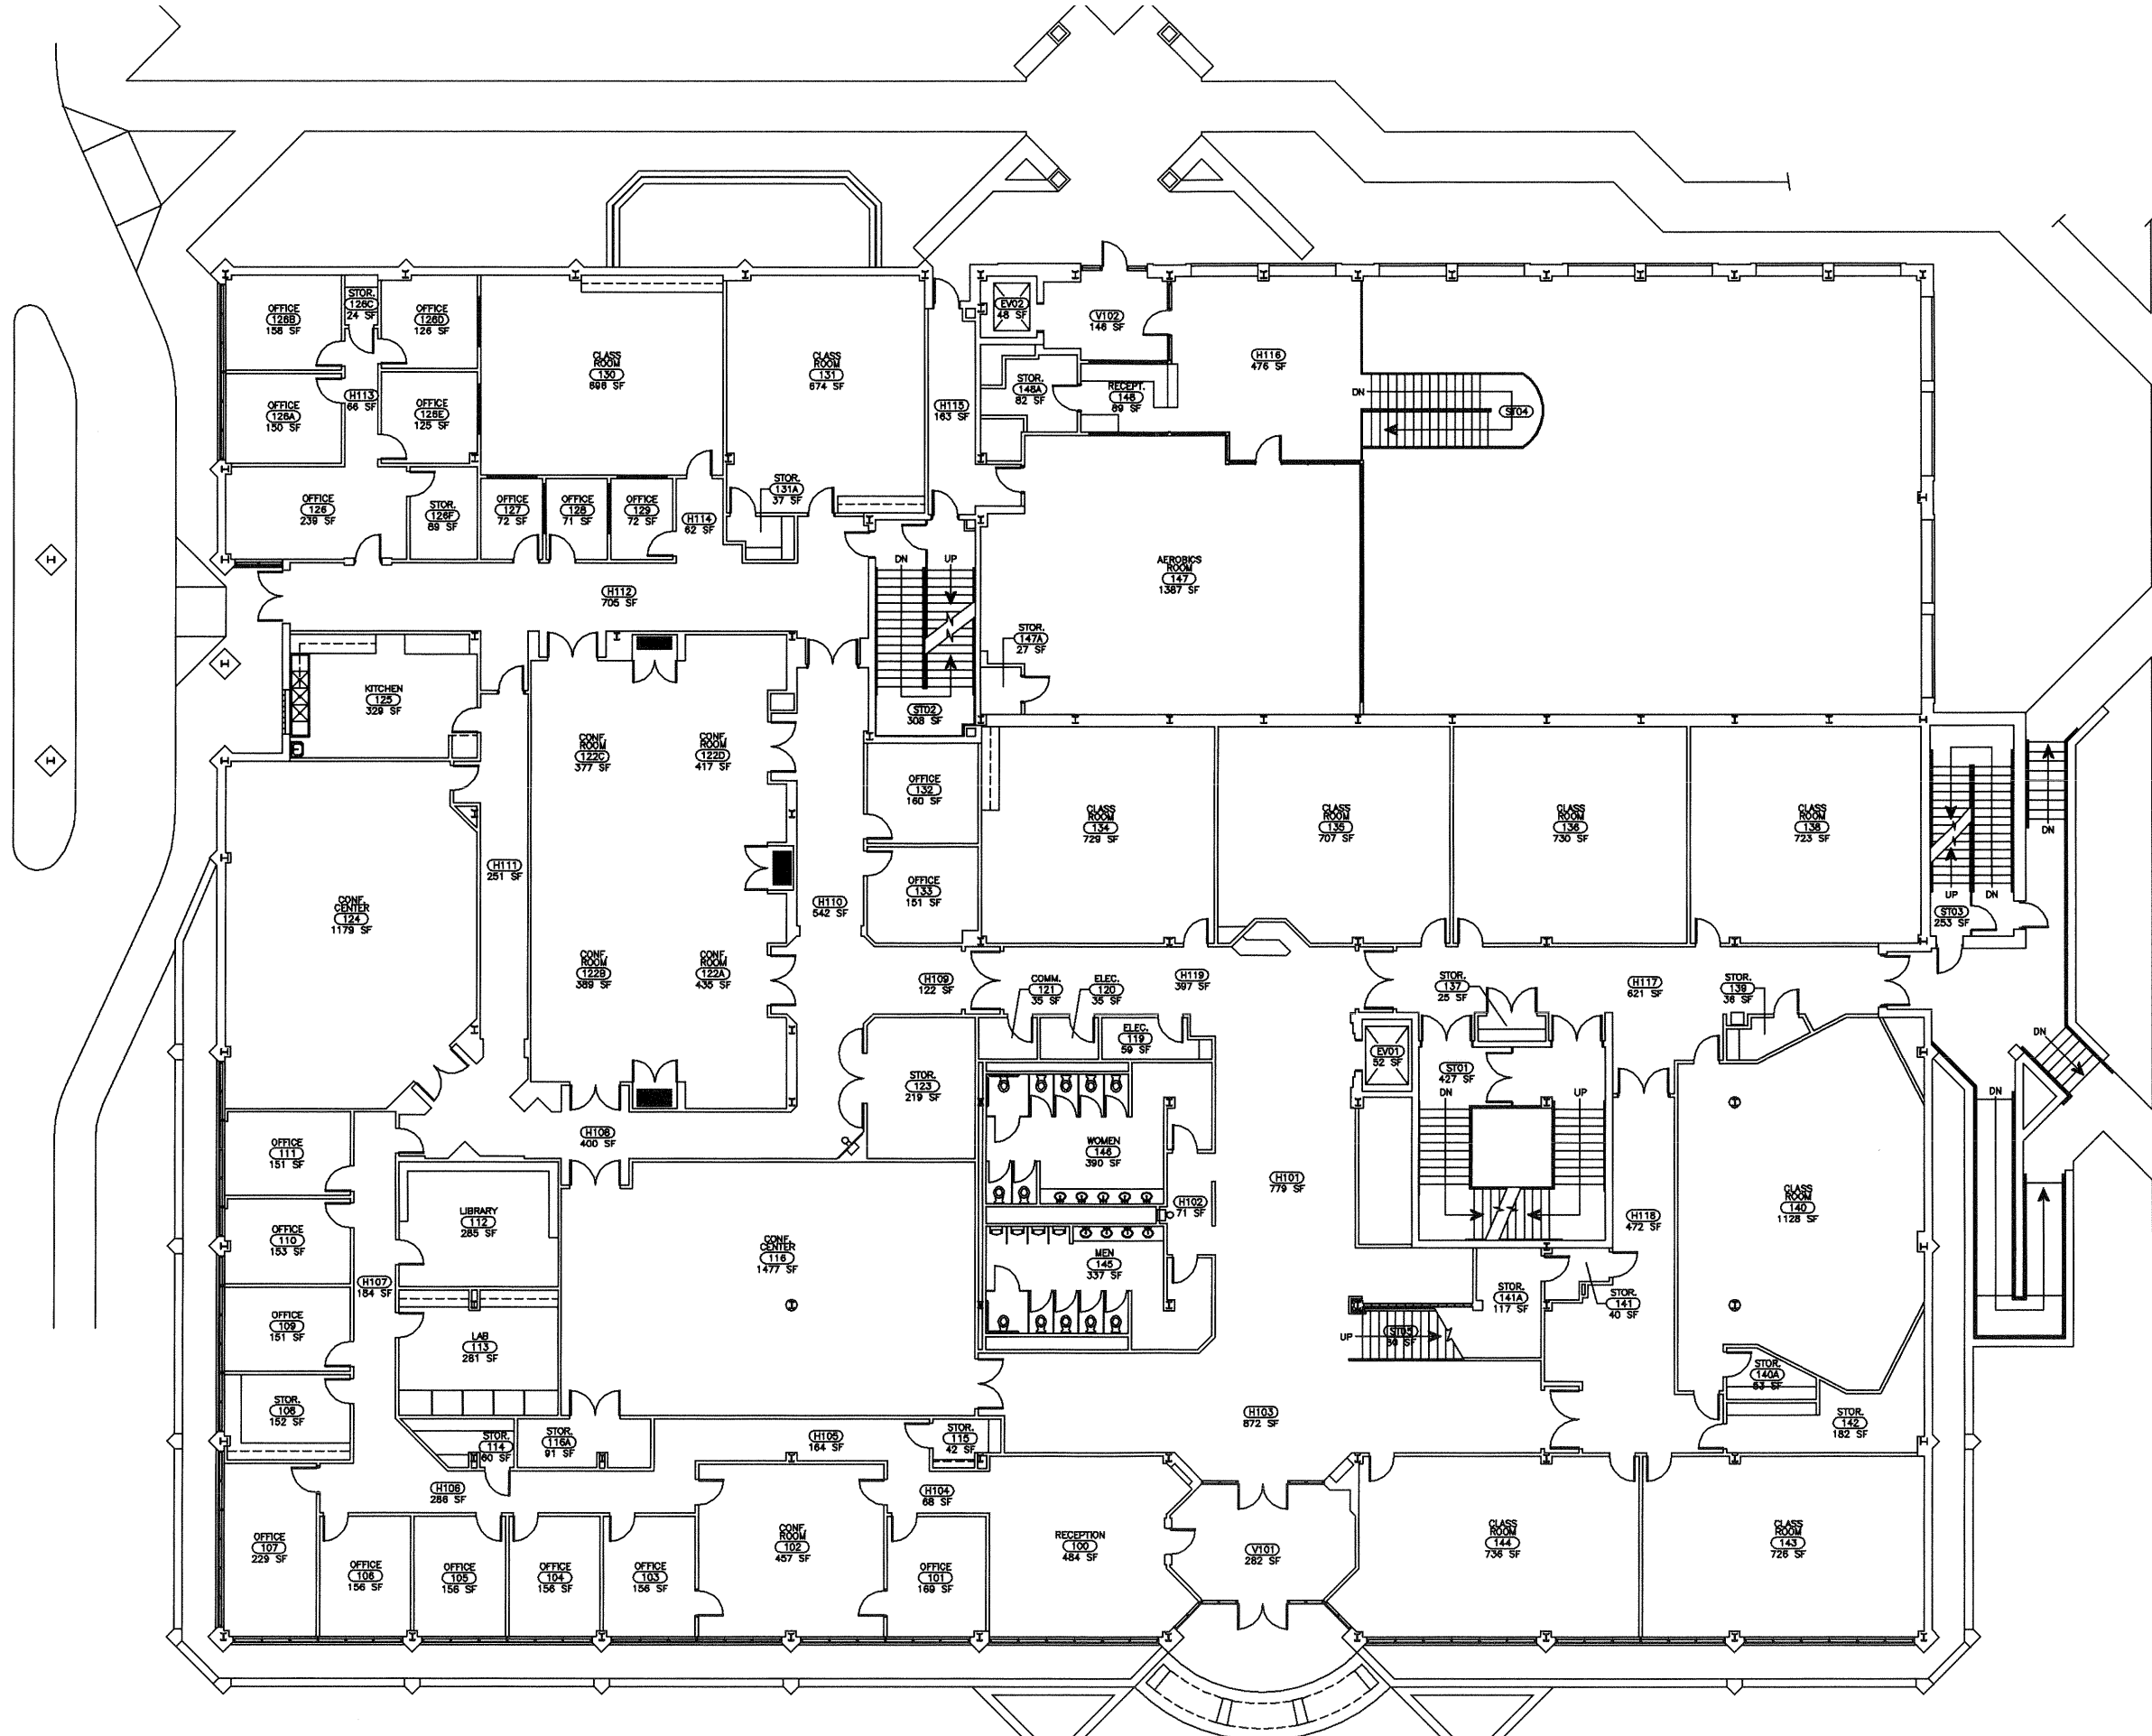 OFFICE
126B
158 SF
STOR.
126C
24 SF
OFFICE
126D
126 SF
CLASS
ROOM
130
698 SF
CLASS
ROOM
131
674 SF
EV02
48 SF
V102
146 SF
H116
476 SF
OFFICE
126A
150 SF
H113
66 SF
OFFICE
126E
125 SF
H115
163 SF
STOR.
148A
82 SF
RECEPT.
148
89 SF
DN
ST04
OFFICE
126
239 SF
STOR.
126F
89 SF
OFFICE
127
72 SF
OFFICE
128
71 SF
OFFICE
129
72 SF
H114
62 SF
STOR.
131A
37 SF
DN
UP
AEROBICS
ROOM
147
1387 SF
H112
705 SF
STOR.
147A
27 SF
KITCHEN
125
329 SF
ST02
308 SF
CONF.
ROOM
122C
377 SF
CONF.
ROOM
122D
417 SF
OFFICE
132
160 SF
CLASS
ROOM
134
729 SF
CLASS
ROOM
135
707 SF
CLASS
ROOM
136
730 SF
CLASS
ROOM
138
723 SF
DN
UP
DN
ST03
253 SF
H111
251 SF
OFFICE
133
151 SF
H110
542 SF
CONF.
CENTER
124
1179 SF
CONF.
ROOM
122B
389 SF
CONF.
ROOM
122A
435 SF
H109
122 SF
COMM.
121
35 SF
ELEC.
120
35 SF
H119
397 SF
STOR.
137
25 SF
H117
621 SF
STOR.
139
36 SF
ELEC.
119
59 SF
EV01
52 SF
ST01
427 SF
DN
UP
DN
DN
STOR.
123
219 SF
H108
400 SF
OFFICE
111
151 SF
WOMEN
146
390 SF
H101
779 SF
H102
71 SF
H118
472 SF
CLASS
ROOM
140
1128 SF
LIBRARY
112
285 SF
OFFICE
110
153 SF
CONF.
CENTER
116
1477 SF
MEN
145
337 SF
H107
184 SF
STOR.
141A
117 SF
STOR.
141
40 SF
OFFICE
109
151 SF
LAB
113
281 SF
UP
STOR.
108
152 SF
STOR.
140A
53 SF
STOR.
142
182 SF
H103
872 SF
STOR.
114
60 SF
STOR.
116A
91 SF
H105
164 SF
STOR.
115
42 SF
H106
286 SF
H104
68 SF
OFFICE
107
229 SF
OFFICE
106
156 SF
OFFICE
105
156 SF
OFFICE
104
156 SF
OFFICE
103
156 SF
CONF.
ROOM
102
457 SF
OFFICE
101
169 SF
RECEPTION
100
484 SF
V101
282 SF
CLASS
ROOM
144
736 SF
CLASS
ROOM
143
726 SF